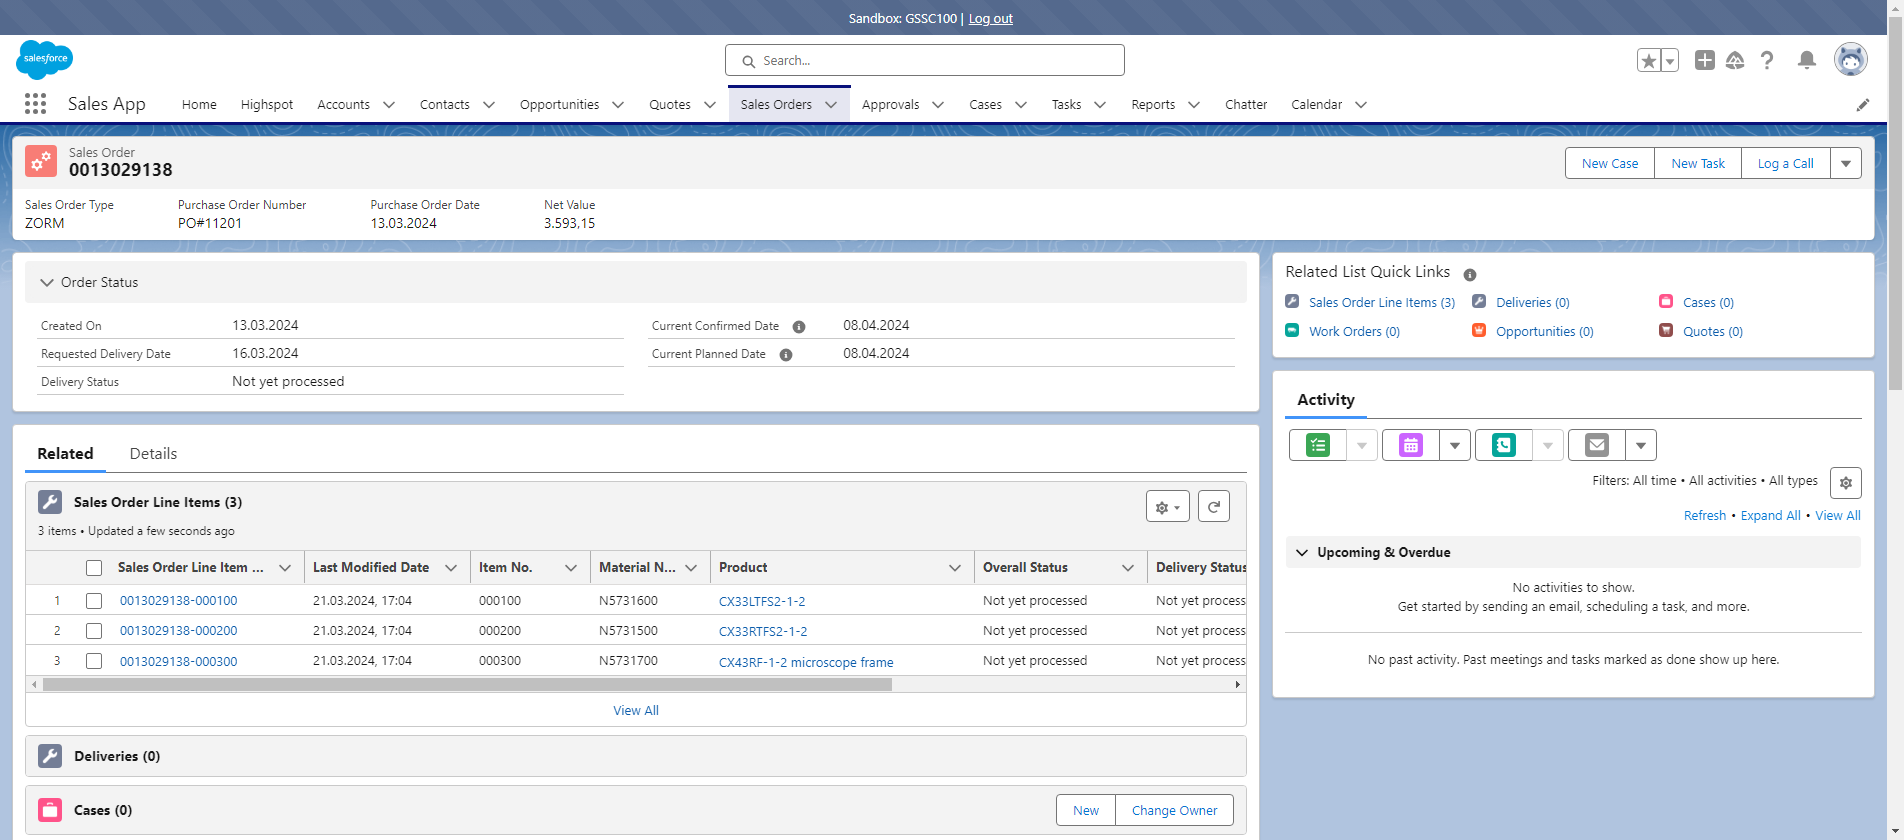 Sandbox: GSSC100 | Log out
salesforce
Search...
Sales App Home Highspot Accounts Contacts Opportunities Quotes Sales Orders Approvals Cases Tasks Reports Chatter Calendar
Sales Order
0013029138
New Case New Task Log a Call
Sales Order Type Purchase Order Number Purchase Order Date Net Value
ZORM PO#11201 13.03.2024 3.593,15
Order Status
Created On 13.03.2024 Current Confirmed Date 08.04.2024
Requested Delivery Date 16.03.2024 Current Planned Date 08.04.2024
Delivery Status Not yet processed
Related List Quick Links
Sales Order Line Items (3) Deliveries (0) Cases (0)
Work Orders (0) Opportunities (0) Quotes (0)
Related Details
Sales Order Line Items (3)
3 items • Updated a few seconds ago
Sales Order Line Item ... Last Modified Date Item No. Material N... Product Overall Status Delivery Status
1 0013029138-000100 21.03.2024, 17:04 000100 N5731600 CX33LTFS2-1-2 Not yet processed Not yet process
2 0013029138-000200 21.03.2024, 17:04 000200 N5731500 CX33RTFS2-1-2 Not yet processed Not yet process
3 0013029138-000300 21.03.2024, 17:04 000300 N5731700 CX43RF-1-2 microscope frame Not yet processed Not yet process
View All
Deliveries (0)
Cases (0) New Change Owner
Activity
Filters: All time • All activities • All types
Refresh • Expand All • View All
Upcoming & Overdue
No activities to show.
Get started by sending an email, scheduling a task, and more.
No past activity. Past meetings and tasks marked as done show up here.